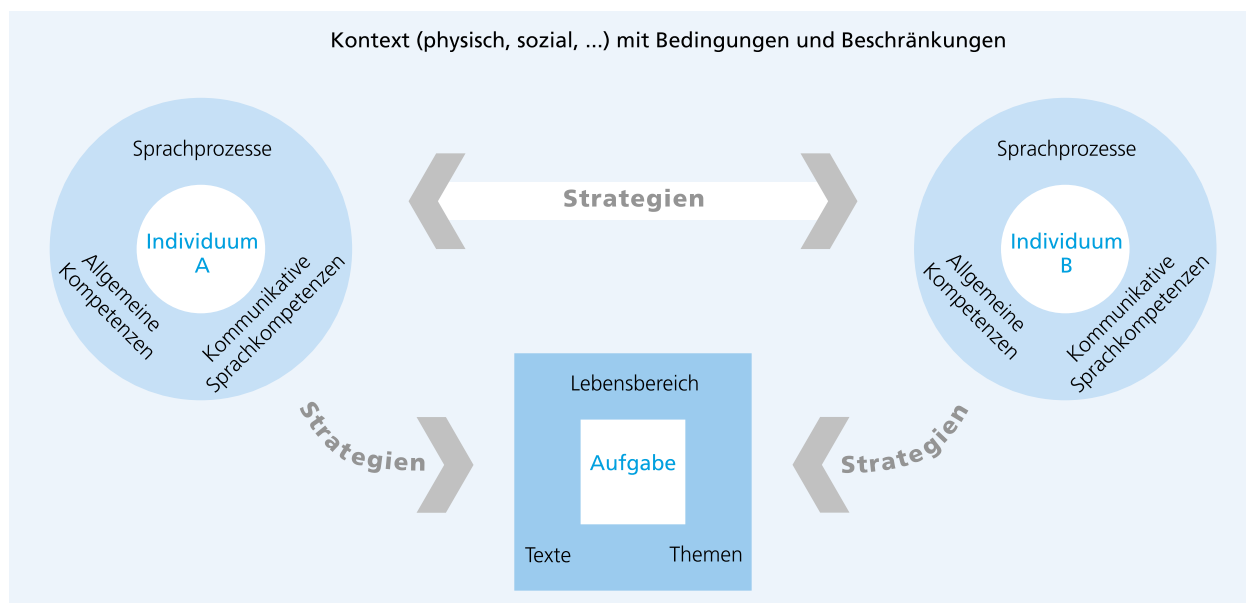 Kontext (physisch, sozial, ...) mit Bedingungen und Beschränkungen
Sprachprozesse
Individuum
A
Allgemeine
Kompetenzen
Kommunikative
Sprachkompetenzen
Strategien
Sprachprozesse
Individuum
B
Allgemeine
Kompetenzen
Kommunikative
Sprachkompetenzen
Strategien
Lebensbereich
Aufgabe
Texte
Themen
Strategien